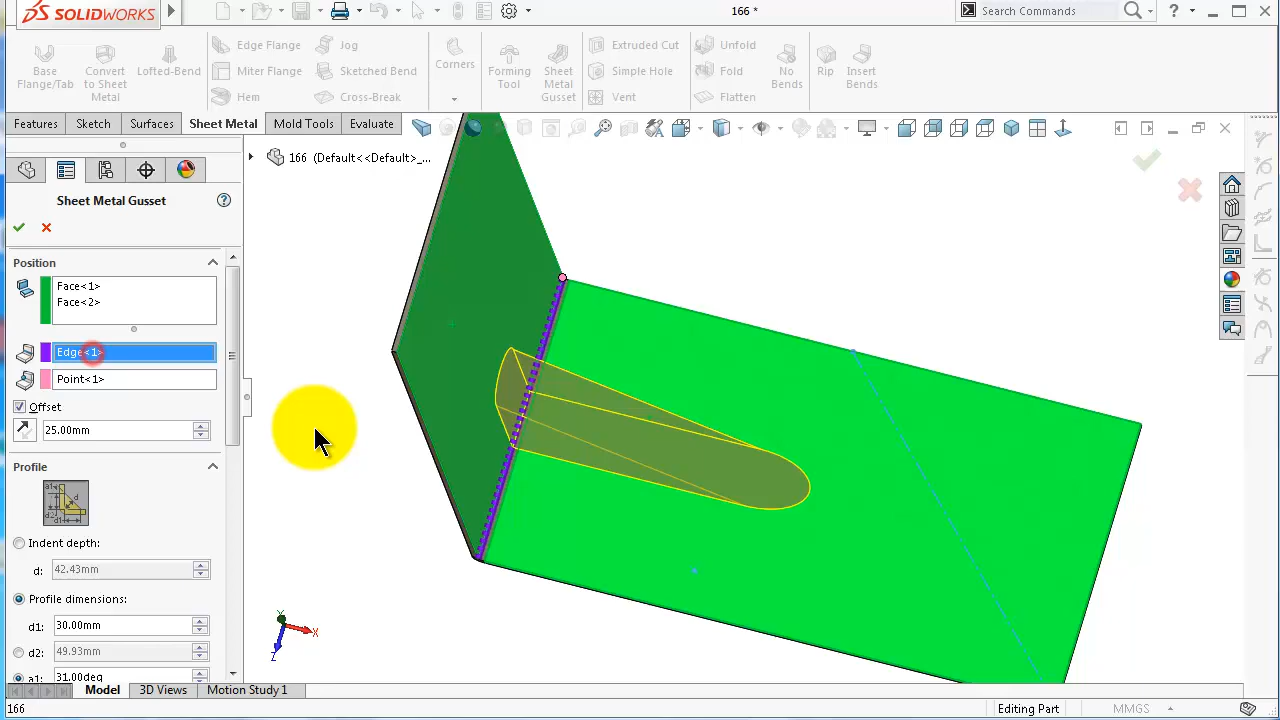 SOLIDWORKS
166 *
Search Commands
?
Base Flange/Tab
Convert to Sheet Metal
Lofted-Bend
Edge Flange
Miter Flange
Hem
Jog
Sketched Bend
Cross-Break
Corners
Forming Tool
Sheet Metal Gusset
Extruded Cut
Simple Hole
Vent
Unfold
Fold
Flatten
No Bends
Rip
Insert Bends
Features
Sketch
Surfaces
Sheet Metal
Mold Tools
Evaluate
166 (Default<<Default>_...
Sheet Metal Gusset
?
Position
Face<1>
Face<2>
Edge<1>
Point<1>
Offset
25.00mm
Profile
a1
d2
d
d1
Indent depth:
d:
42.43mm
Profile dimensions:
d1:
30.00mm
d2:
49.93mm
a1:
31.00deg
Y
X
Z
Model
3D Views
Motion Study 1
166
Editing Part
MMGS